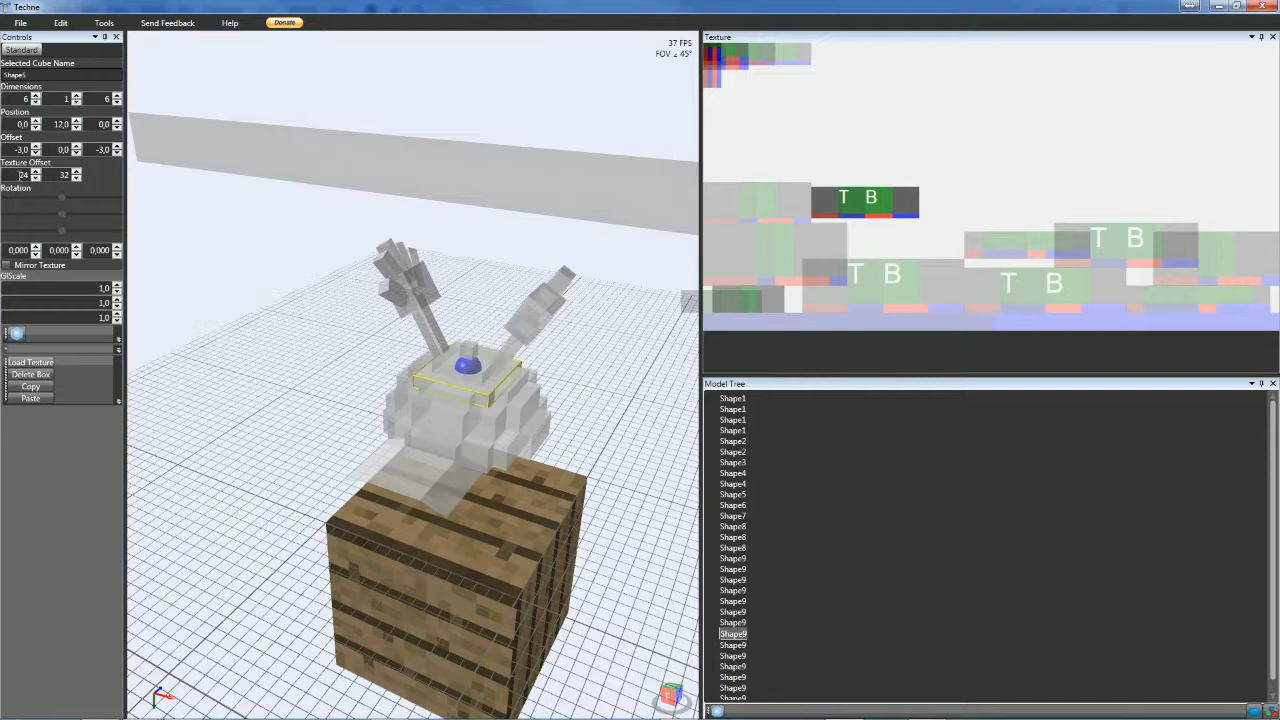 Techne
File Edit Tools Send Feedback Help Donate
Controls
Standard
Selected Cube Name
Shape5
Dimensions
6 1 6
Position
0,0 12,0 0,0
Offset
-3,0 0,0 -3,0
Texture Offset
24 32
Rotation
0,000 0,000 0,000
Mirror Texture
GlScale
1,0
1,0
1,0
Load Texture
Delete Box
Copy
Paste
37 FPS
FOV ∠ 45°
Texture
T B
T B
T B
T B
Model Tree
Shape1
Shape1
Shape1
Shape1
Shape2
Shape2
Shape3
Shape4
Shape4
Shape5
Shape6
Shape7
Shape8
Shape8
Shape8
Shape9
Shape9
Shape9
Shape9
Shape9
Shape9
Shape9
Shape9
Shape9
Shape9
Shape9
Shape9
Shape9